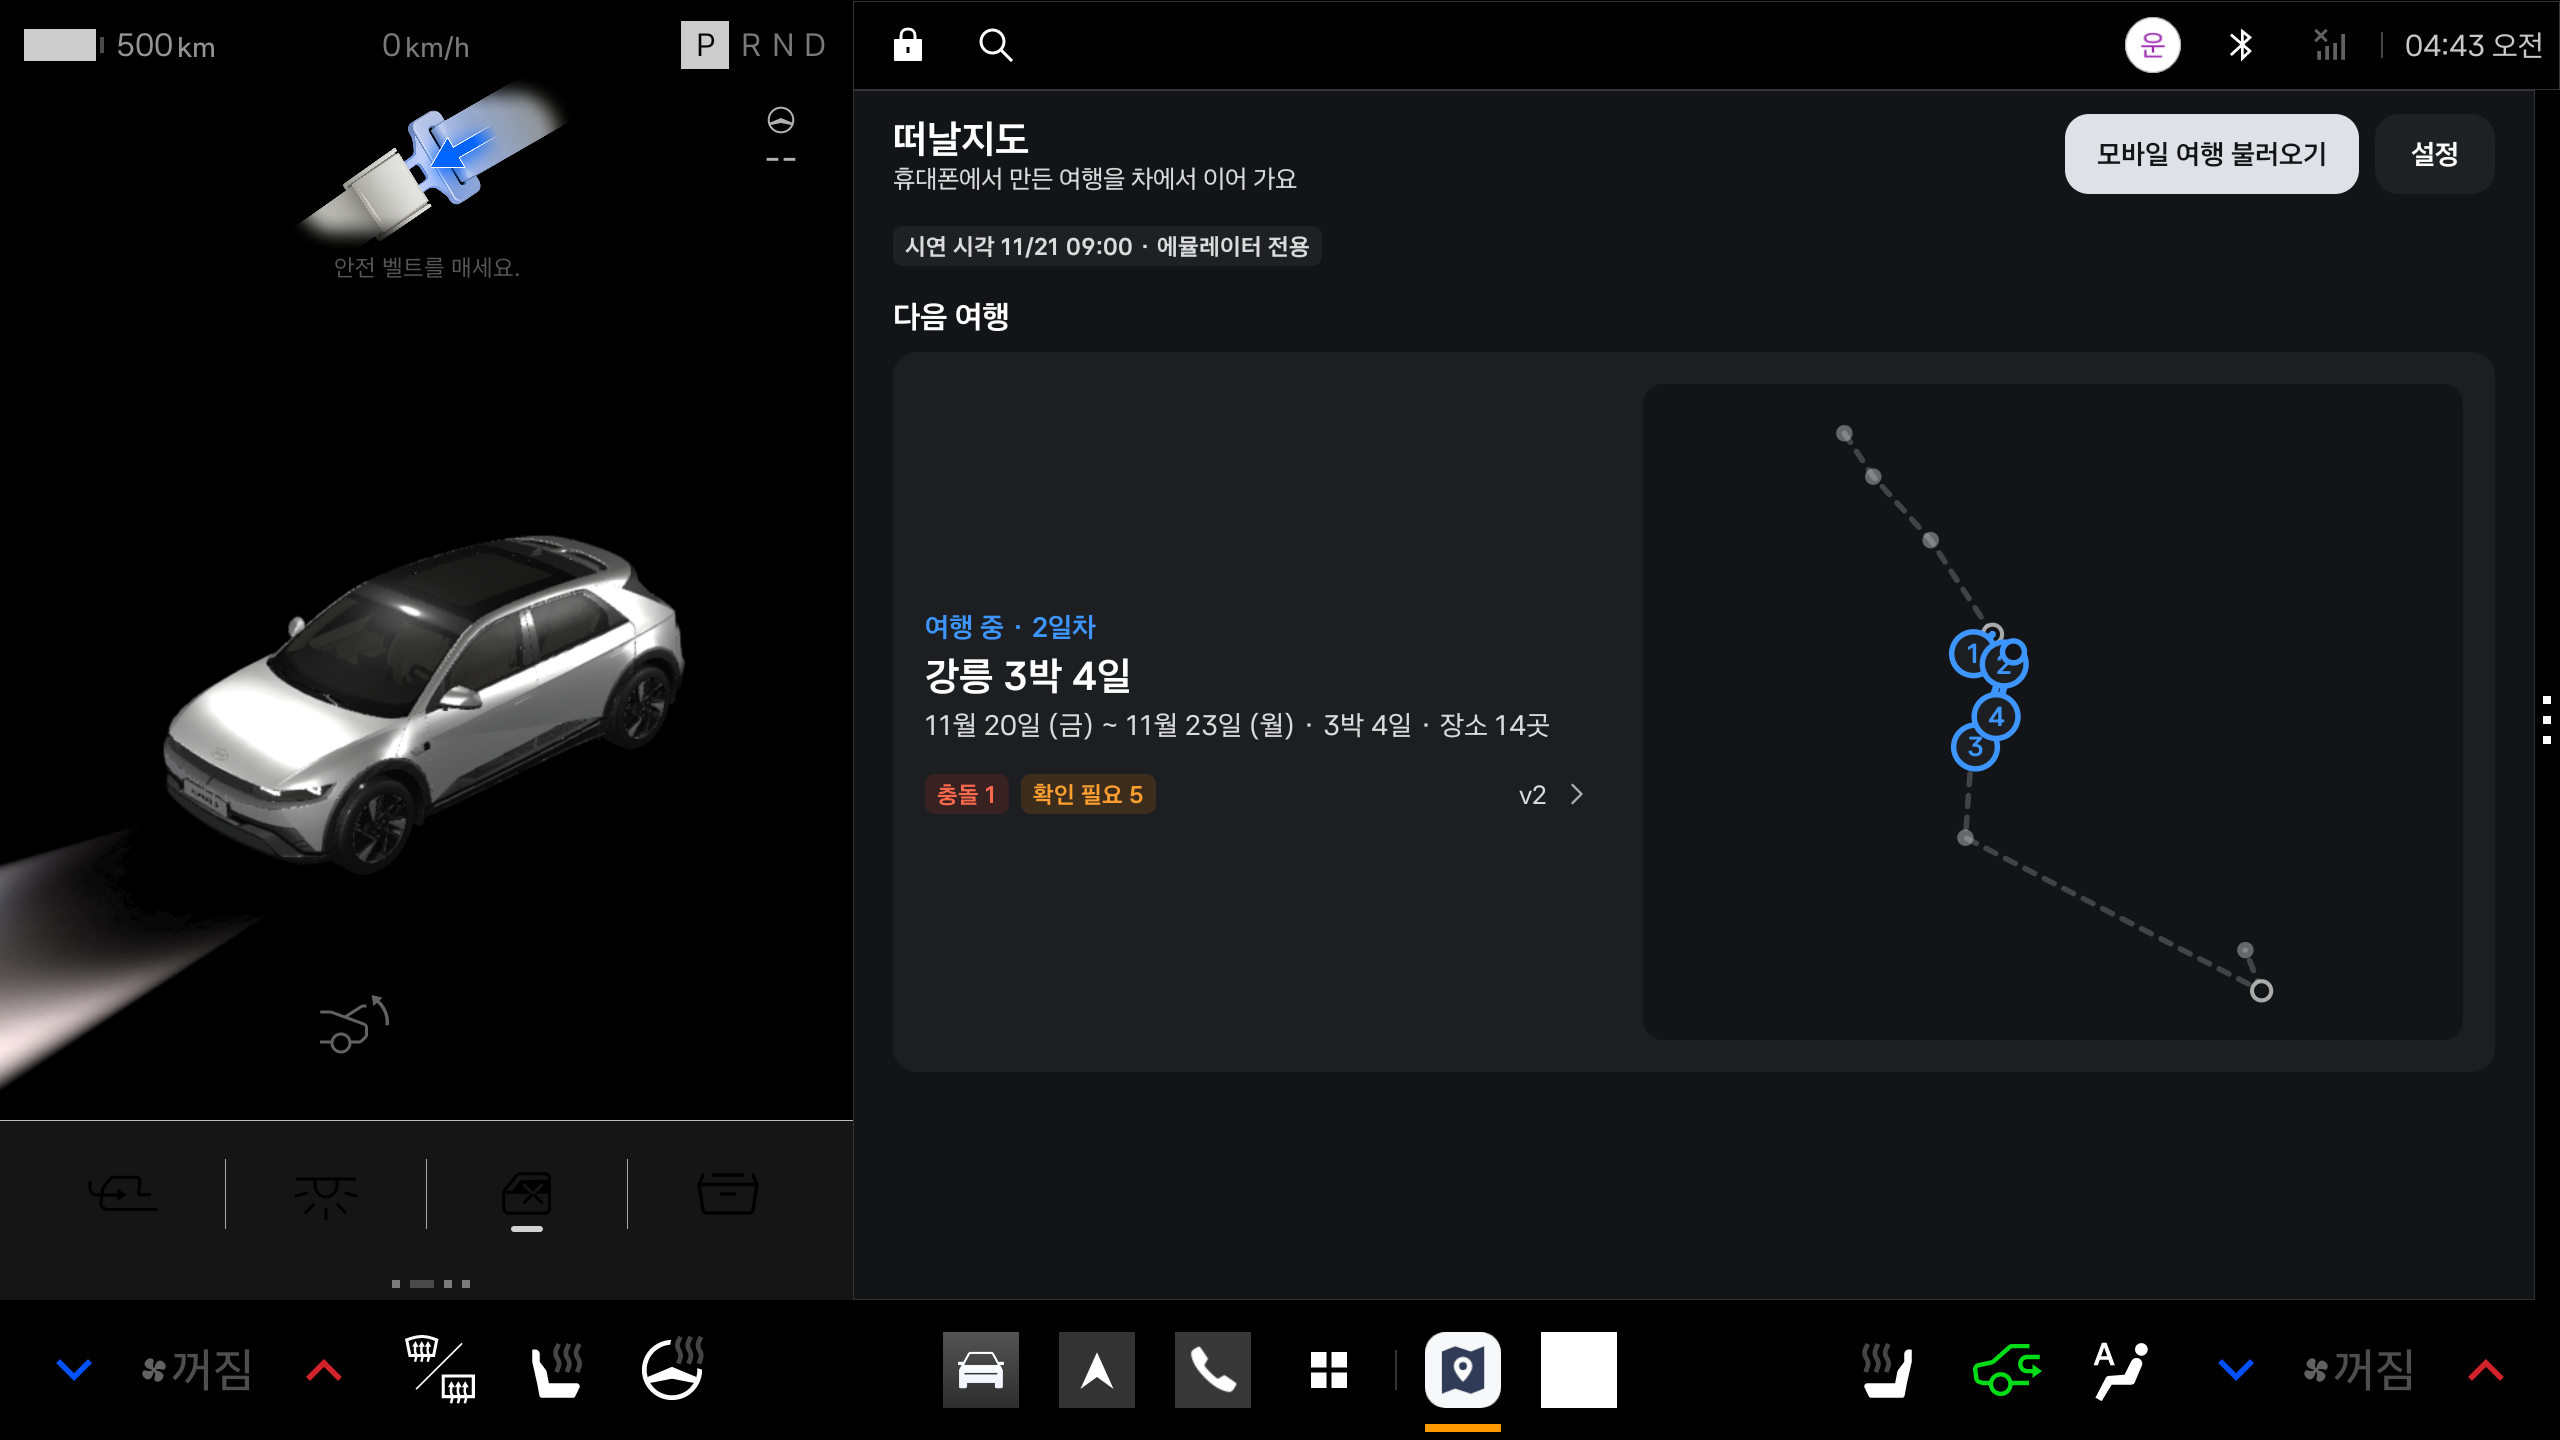 500 km
0 km/h
P R N D
운
04:43 오전
안전 벨트를 매세요.
떠날지도
휴대폰에서 만든 여행을 차에서 이어 가요
모바일 여행 불러오기
설정
시연 시각 11/21 09:00 · 에뮬레이터 전용
다음 여행
여행 중 · 2일차
강릉 3박 4일
11월 20일 (금) ~ 11월 23일 (월) · 3박 4일 · 장소 14곳
충돌 1
확인 필요 5
v2
1
2
4
3
꺼짐
A
꺼짐